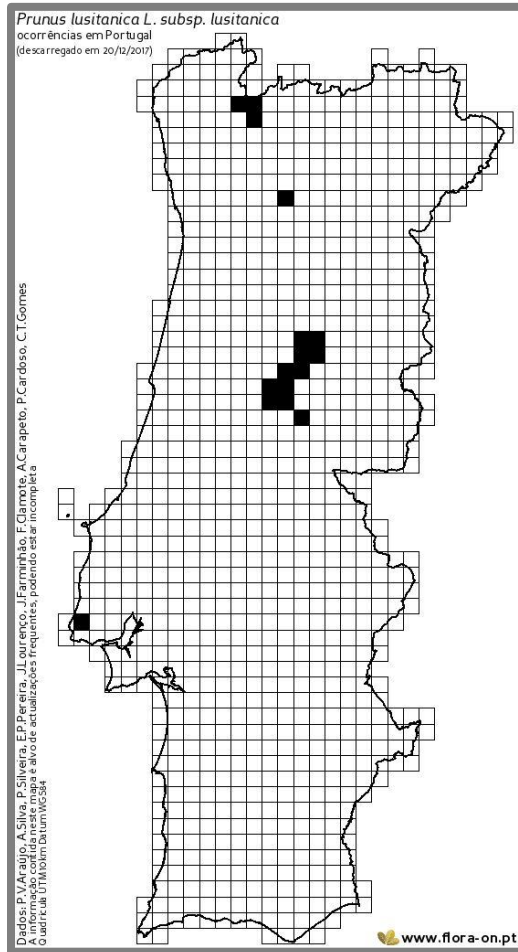 Prunus lusitanica L. subsp. lusitanica
ocorrências em Portugal
(descarregado em 20/12/2017)
Dados: P.V.Araújo, A.Silva, P.Silveira, E.P.Pereira, J.Lourenço, J.Farminhão, F.Clamote, A.Carapeto, P.Cardoso, C.T.Gomes
A informação contida neste mapa é alvo de actualizações frequentes, podendo estar incompleta
Quadrícula UTM 10km Datum WGS84
www.flora-on.pt